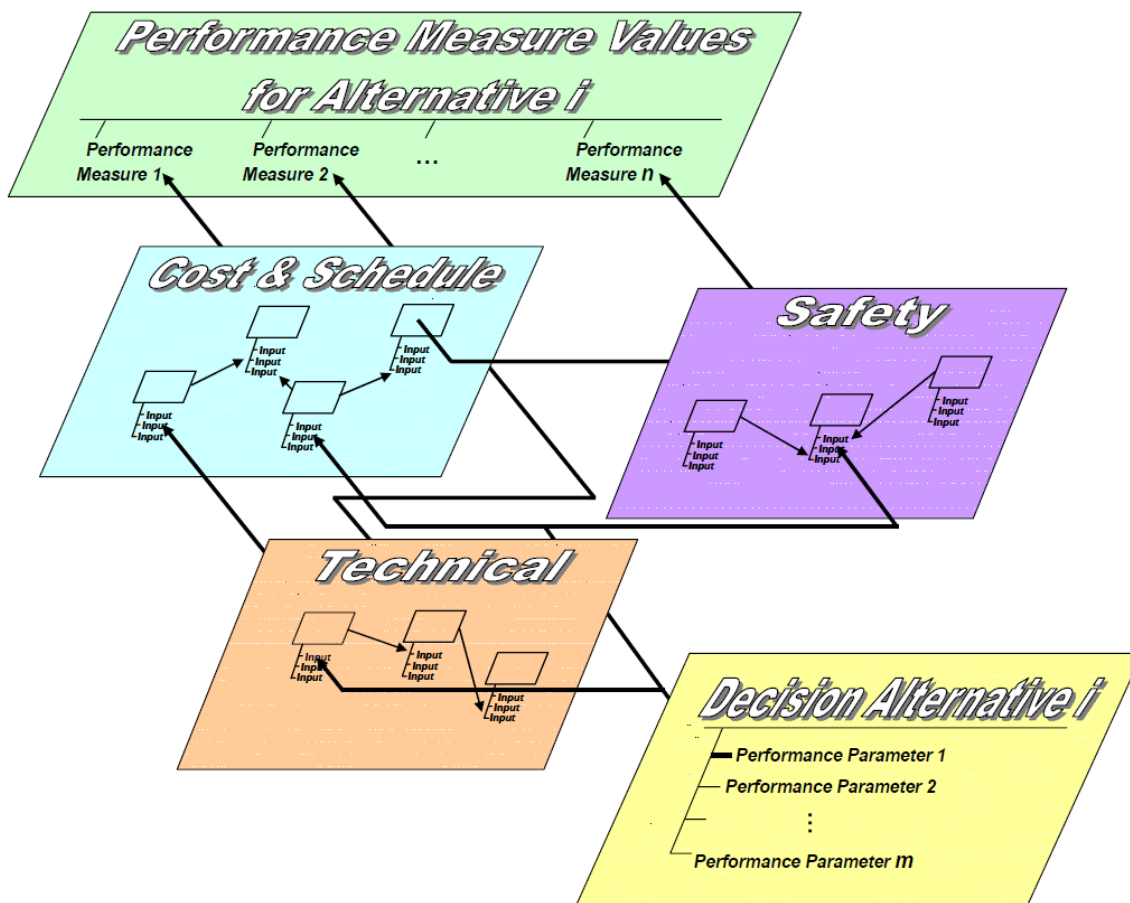 Performance Measure Values
for Alternative i
Performance
Measure 1
Performance
Measure 2
...
Performance
Measure n
Cost & Schedule
Input
Input
Input
Input
Input
Input
Input
Input
Input
Input
Input
Input
Safety
Input
Input
Input
Input
Input
Input
Input
Input
Input
Technical
Input
Input
Input
Input
Input
Input
Input
Input
Input
Decision Alternative i
Performance Parameter 1
Performance Parameter 2
⋮
Performance Parameter m